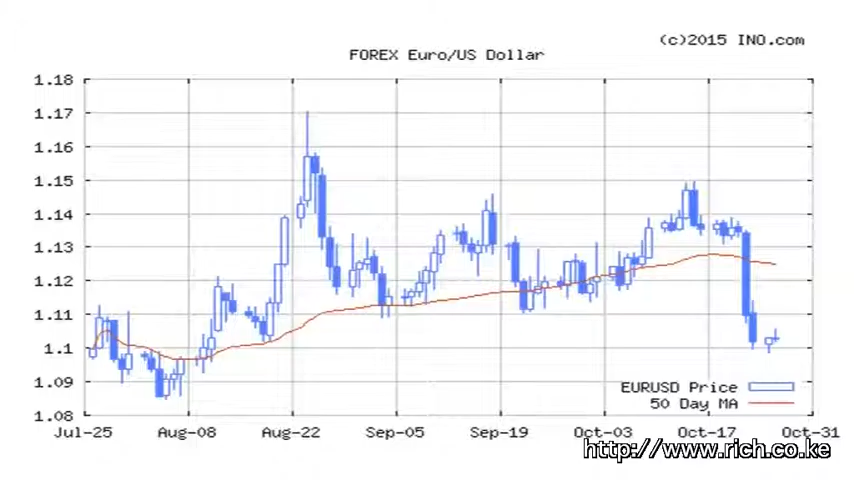 (c)2015 INO.com
FOREX Euro/US Dollar
1.18
1.17
1.16
1.15
1.14
1.13
1.12
1.11
1.1
1.09
1.08
EURUSD Price
50 Day MA
Jul-25 Aug-08 Aug-22 Sep-05 Sep-19 Oct-03 Oct-17 Oct-31
http://www.rich.co.ke